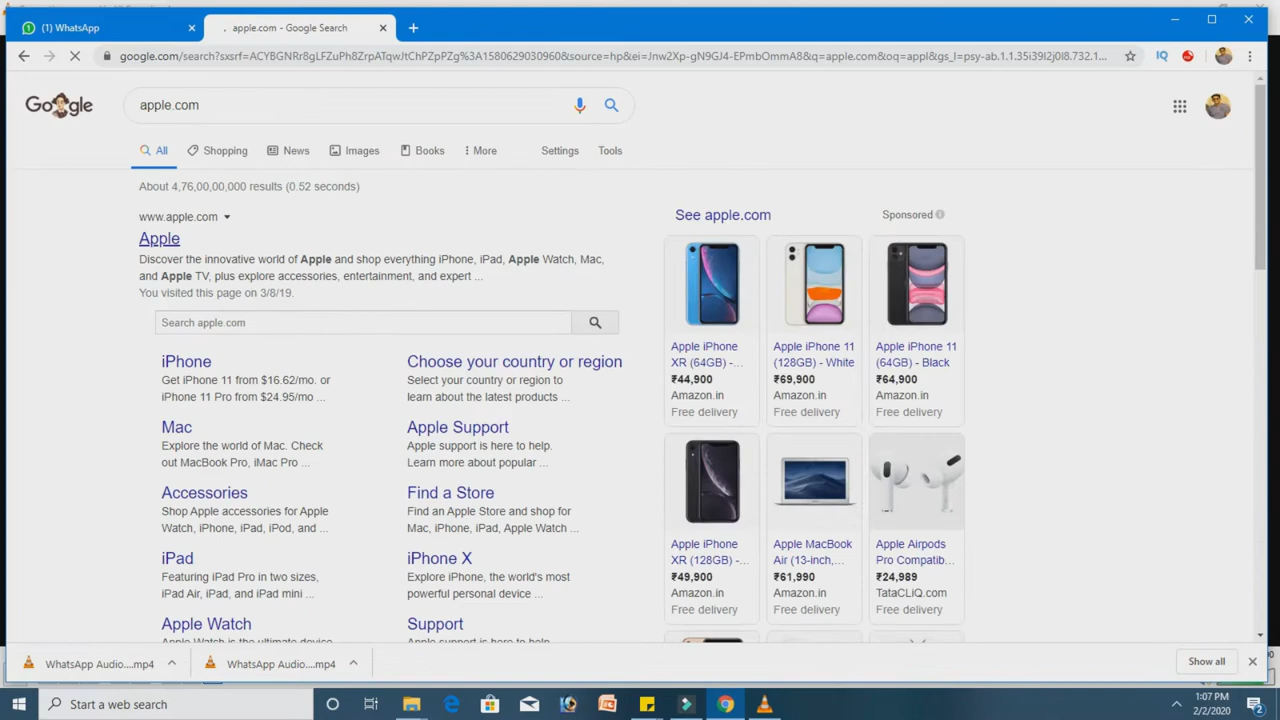 (1) WhatsApp
apple.com - Google Search
google.com/search?sxsrf=ACYBGNRr8gLFZuPh8ZrpATqwJtChPZpPZg%3A1580629030960&source=hp&ei=Jnw2Xp-gN9GJ4-EPmbOmmA8&q=apple.com&oq=appl&gs_l=psy-ab.1.1.35i39l2j0l8.732.1...
Google
apple.com
All
Shopping
News
Images
Books
More
Settings
Tools
About 4,76,00,00,000 results (0.52 seconds)
www.apple.com
Apple
Discover the innovative world of Apple and shop everything iPhone, iPad, Apple Watch, Mac,
and Apple TV, plus explore accessories, entertainment, and expert ...
You visited this page on 3/8/19.
Search apple.com
iPhone
Get iPhone 11 from $16.62/mo. or
iPhone 11 Pro from $24.95/mo ...
Choose your country or region
Select your country or region to
learn about the latest products ...
Mac
Explore the world of Mac. Check
out MacBook Pro, iMac Pro ...
Apple Support
Apple support is here to help.
Learn more about popular ...
Accessories
Shop Apple accessories for Apple
Watch, iPhone, iPad, iPod, and ...
Find a Store
Find an Apple Store and shop for
Mac, iPhone, iPad, Apple Watch ...
iPad
Featuring iPad Pro in two sizes,
iPad Air, iPad, and iPad mini ...
iPhone X
Explore iPhone, the world's most
powerful personal device ...
Apple Watch
Apple Watch is the ultimate device
Support
Apple support is here to help.
See apple.com
Sponsored
Apple iPhone
XR (64GB) -...
₹44,900
Amazon.in
Free delivery
Apple iPhone 11
(128GB) - White
₹69,900
Amazon.in
Free delivery
Apple iPhone 11
(64GB) - Black
₹64,900
Amazon.in
Free delivery
Apple iPhone
XR (128GB) -...
₹49,900
Amazon.in
Free delivery
Apple MacBook
Air (13-inch,...
₹61,990
Amazon.in
Free delivery
Apple Airpods
Pro Compatib...
₹24,989
TataCLiQ.com
Free delivery
WhatsApp Audio....mp4
WhatsApp Audio....mp4
Show all
Start a web search
1:07 PM
2/2/2020
2